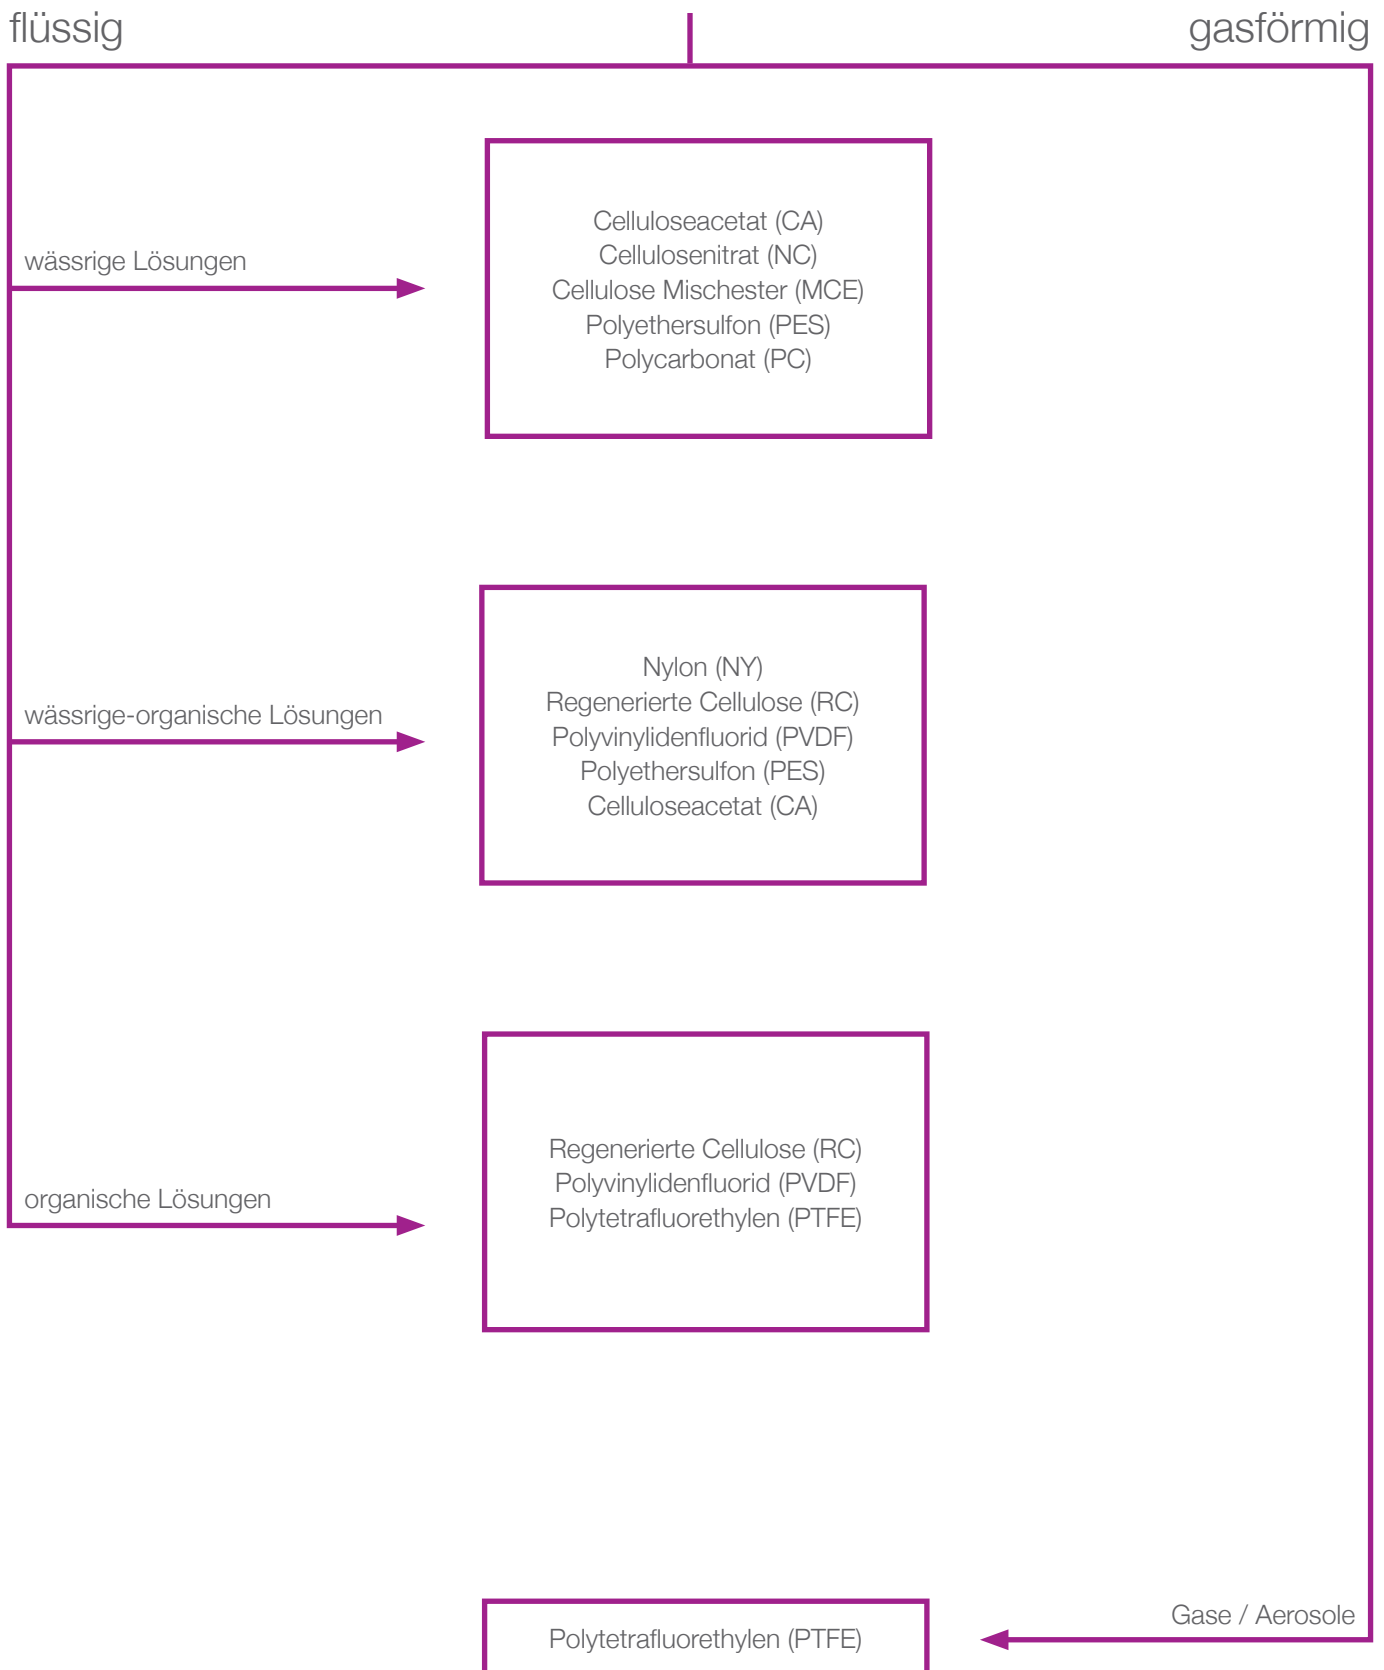 flüssig
gasförmig
wässrige Lösungen
Celluloseacetat (CA)
Cellulosenitrat (NC)
Cellulose Mischester (MCE)
Polyethersulfon (PES)
Polycarbonat (PC)
wässrige-organische Lösungen
Nylon (NY)
Regenerierte Cellulose (RC)
Polyvinylidenfluorid (PVDF)
Polyethersulfon (PES)
Celluloseacetat (CA)
organische Lösungen
Regenerierte Cellulose (RC)
Polyvinylidenfluorid (PVDF)
Polytetrafluorethylen (PTFE)
Gase / Aerosole
Polytetrafluorethylen (PTFE)